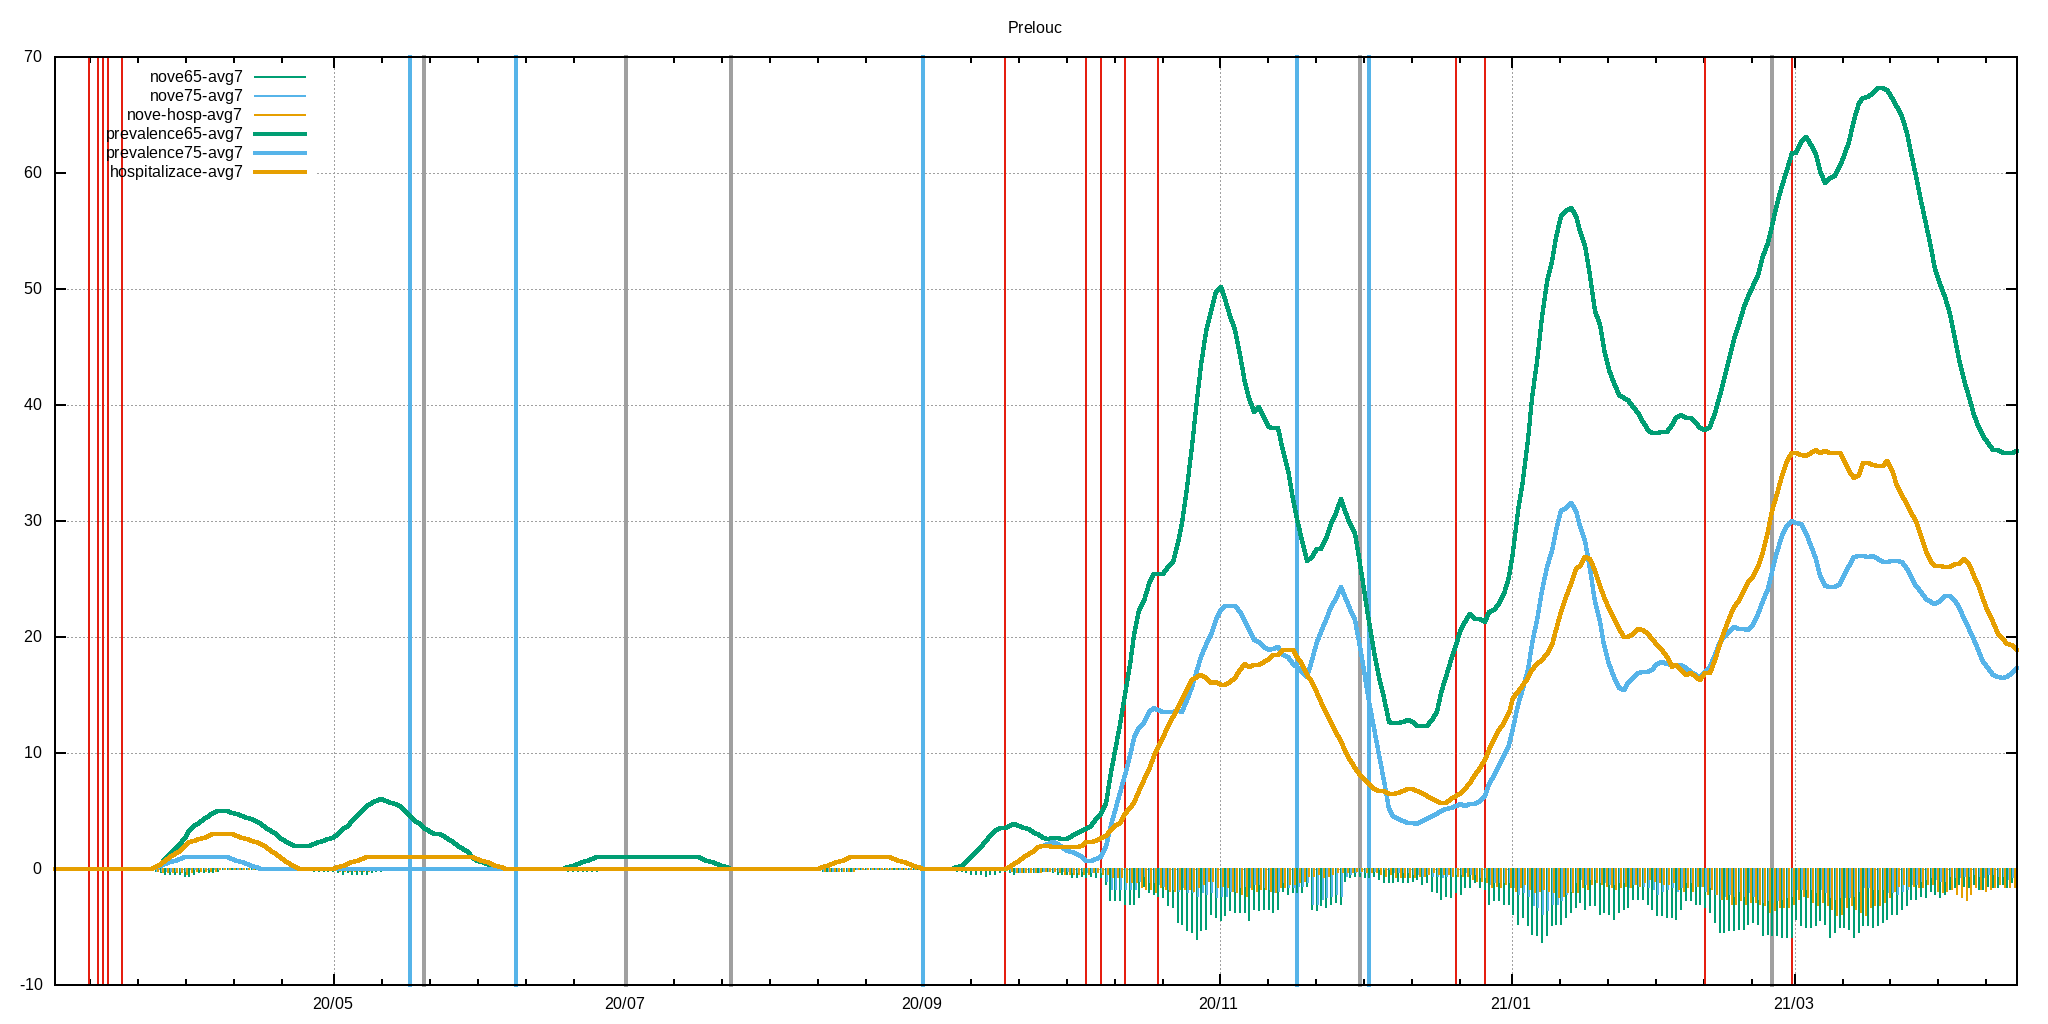 Prelouc
70
60
50
40
30
20
10
0
-10
nove65-avg7
nove75-avg7
nove-hosp-avg7
prevalence65-avg7
prevalence75-avg7
hospitalizace-avg7
20/05 20/07 20/09 20/11 21/01 21/03